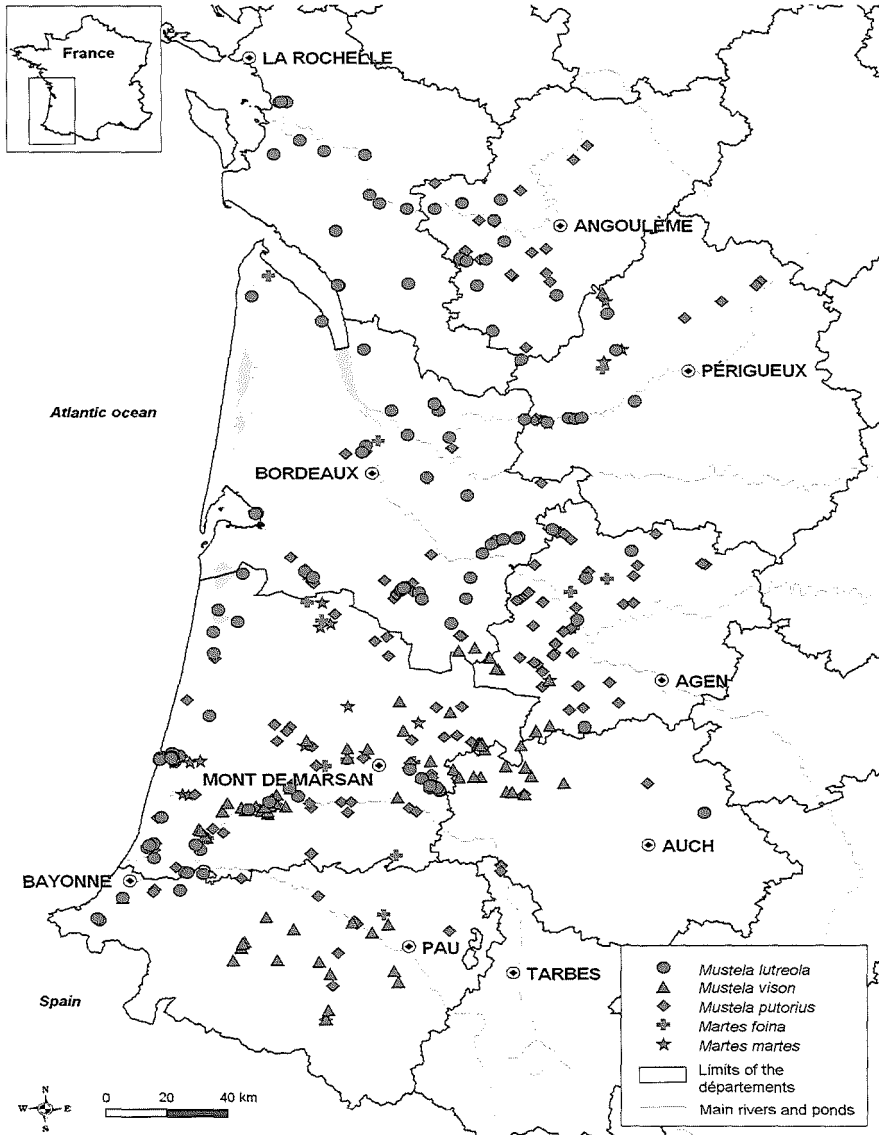 France
LA ROCHELLE
ANGOULÈME
PÉRIGUEUX
Atlantic ocean
BORDEAUX
AGEN
MONT DE MARSAN
AUCH
BAYONNE
PAU
TARBES
Spain
Mustela lutreola
Mustela vison
Mustela putorius
Martes foina
Martes martes
Limits of the
départements
Main rivers and ponds
N
W E
S
0 20 40 km